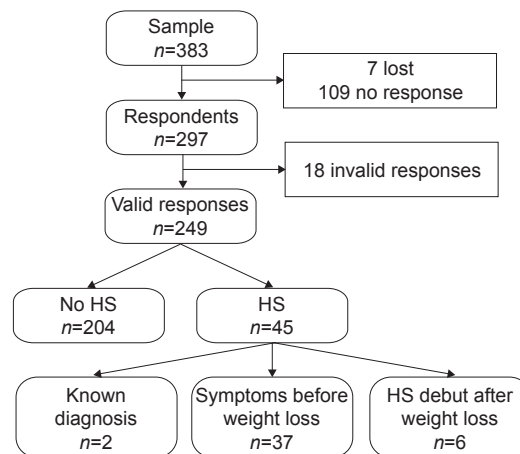 Sample
n=383
7 lost
109 no response
Respondents
n=297
18 invalid responses
Valid responses
n=249
No HS
n=204
HS
n=45
Known
diagnosis
n=2
Symptoms before
weight loss
n=37
HS debut after
weight loss
n=6